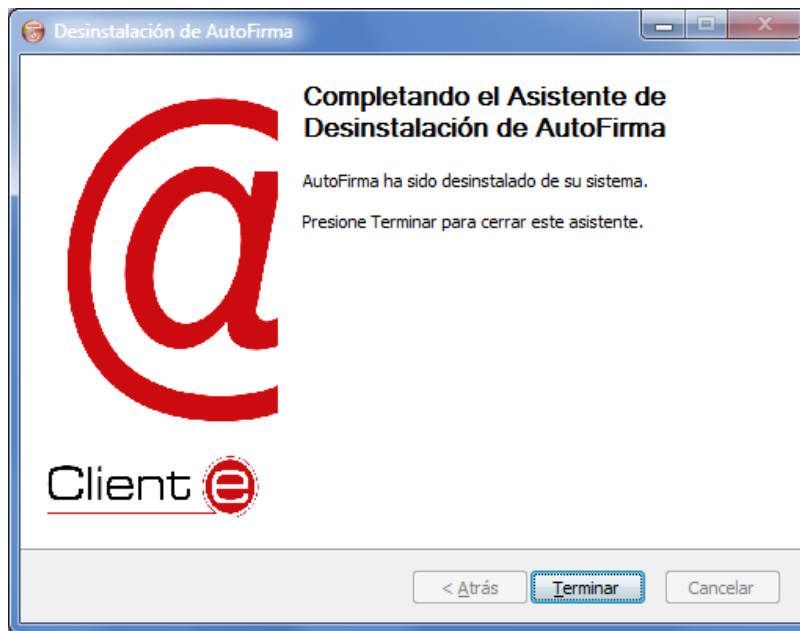 Desinstalación de AutoFirma
Completando el Asistente de
Desinstalación de AutoFirma
AutoFirma ha sido desinstalado de su sistema.
Presione Terminar para cerrar este asistente.
@
Client e
< Atrás
Terminar
Cancelar